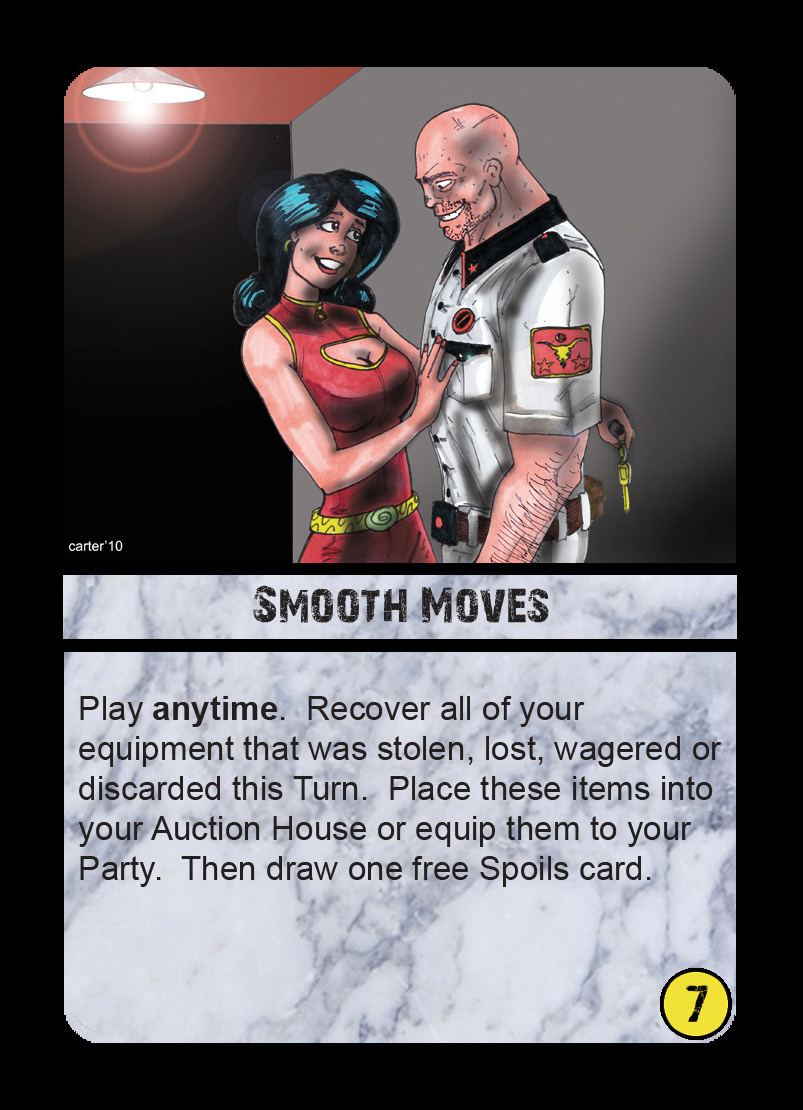 carter'10
SMOOTH MOVES
Play anytime.  Recover all of your
equipment that was stolen, lost, wagered or
discarded this Turn.  Place these items into
your Auction House or equip them to your
Party.  Then draw one free Spoils card.
7